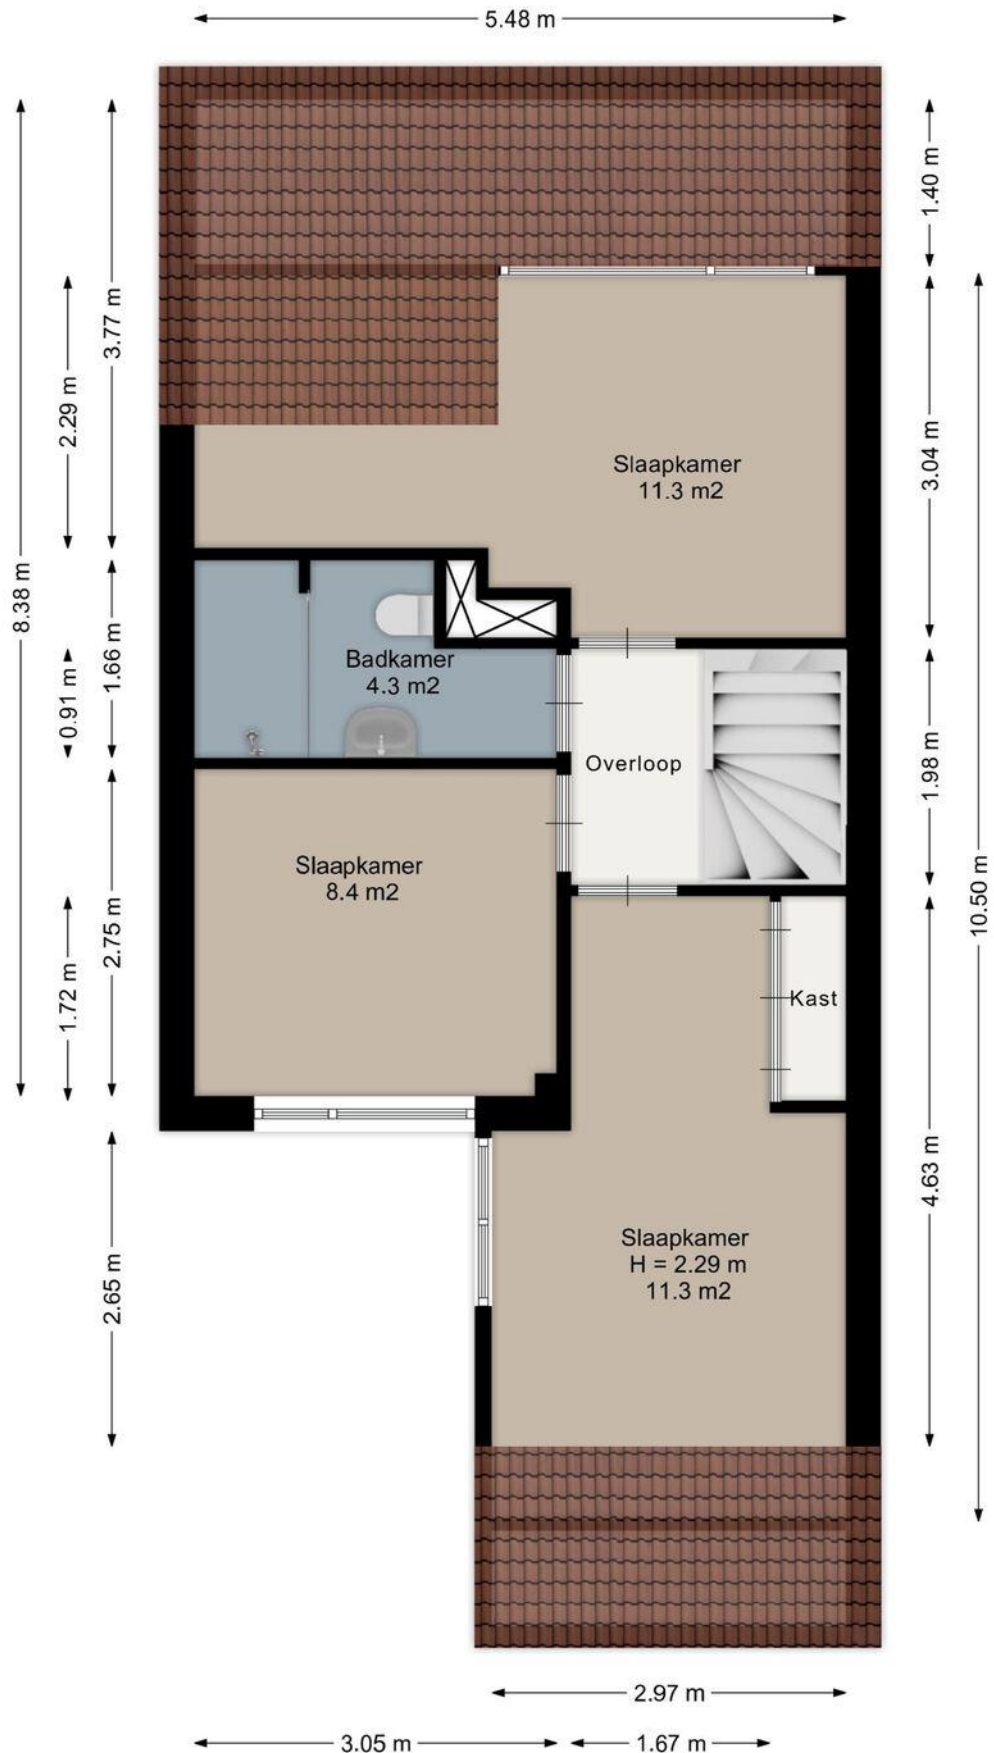 5.48 m
8.38 m
3.77 m
2.29 m
1.66 m
0.91 m
2.75 m
1.72 m
2.65 m
1.40 m
3.04 m
1.98 m
4.63 m
10.50 m
Slaapkamer
11.3 m2
Badkamer
4.3 m2
Overloop
Slaapkamer
8.4 m2
Kast
Slaapkamer
H = 2.29 m
11.3 m2
2.97 m
3.05 m
1.67 m